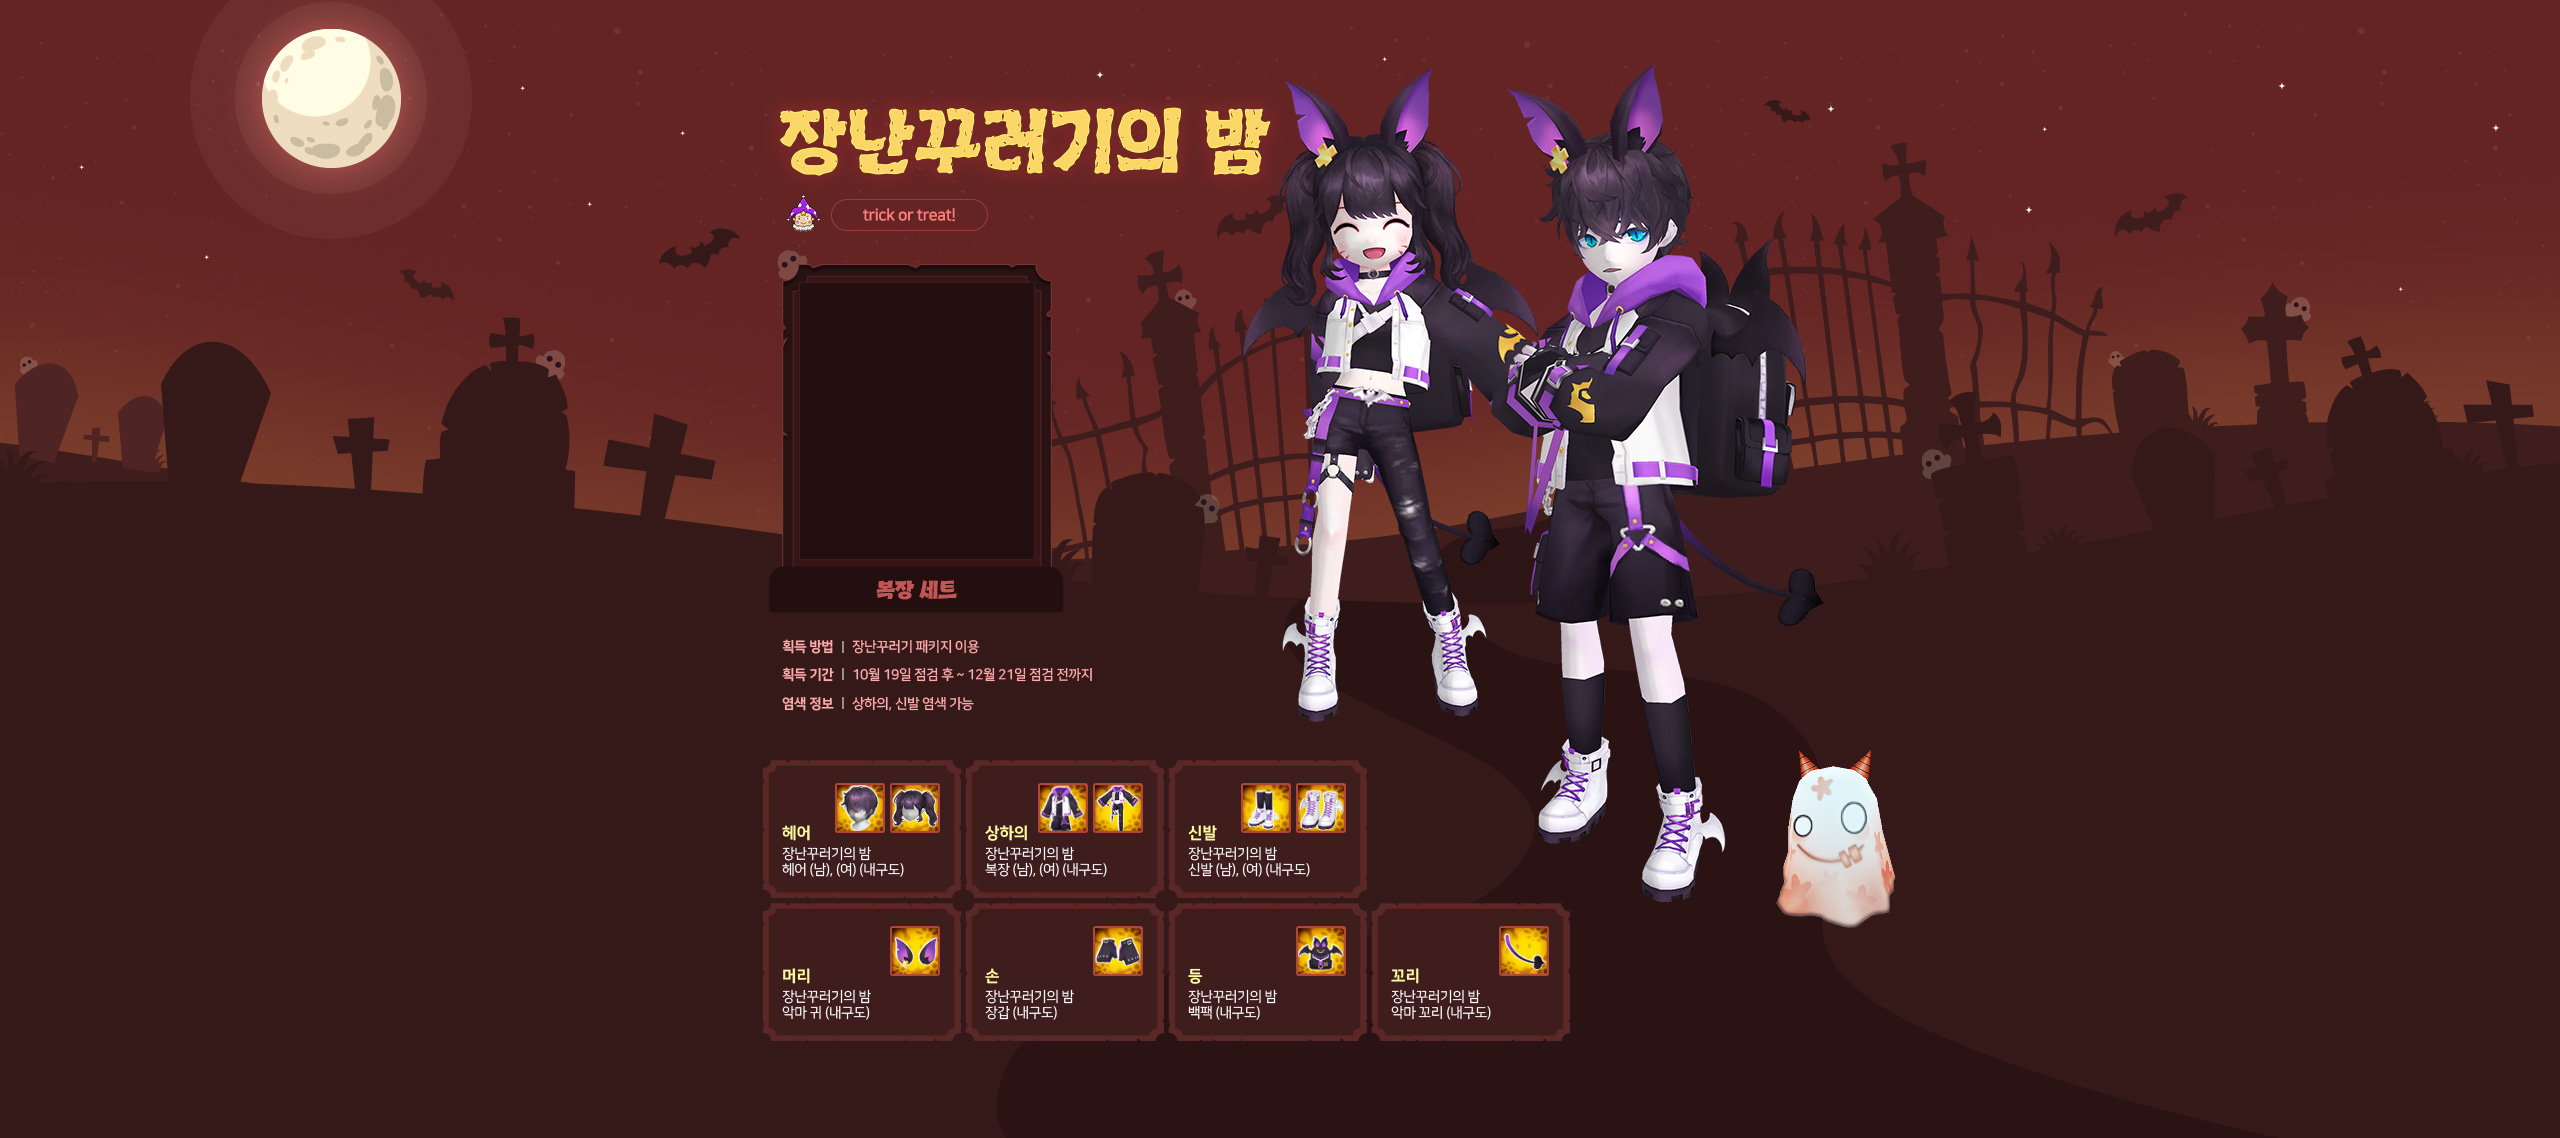 장난꾸러기의 밤
trick or treat!
복장 세트
획득 방법 | 장난꾸러기 패키지 이용
획득 기간 | 10월 19일 점검 후 ~ 12월 21일 점검 전까지
염색 정보 | 상하의, 신발 염색 가능
헤어
장난꾸러기의 밤
헤어 (남), (여) (내구도)
상하의
장난꾸러기의 밤
복장 (남), (여) (내구도)
신발
장난꾸러기의 밤
신발 (남), (여) (내구도)
머리
장난꾸러기의 밤
악마 귀 (내구도)
손
장난꾸러기의 밤
장갑 (내구도)
등
장난꾸러기의 밤
백팩 (내구도)
꼬리
장난꾸러기의 밤
악마 꼬리 (내구도)